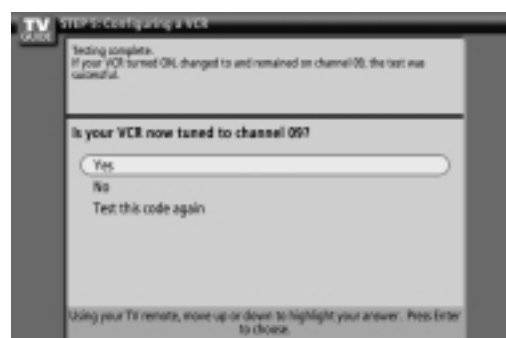 TV
GUIDE
STEP 5: Configuring a VCR
Testing complete.
If your VCR turned ON, changed to and remained on channel 09, the test was
sucessful.
Is your VCR now tuned to channel 09?
Yes
No
Test this code again
Using your TV remote, move up or down to highlight your answer. Press Enter
to choose.